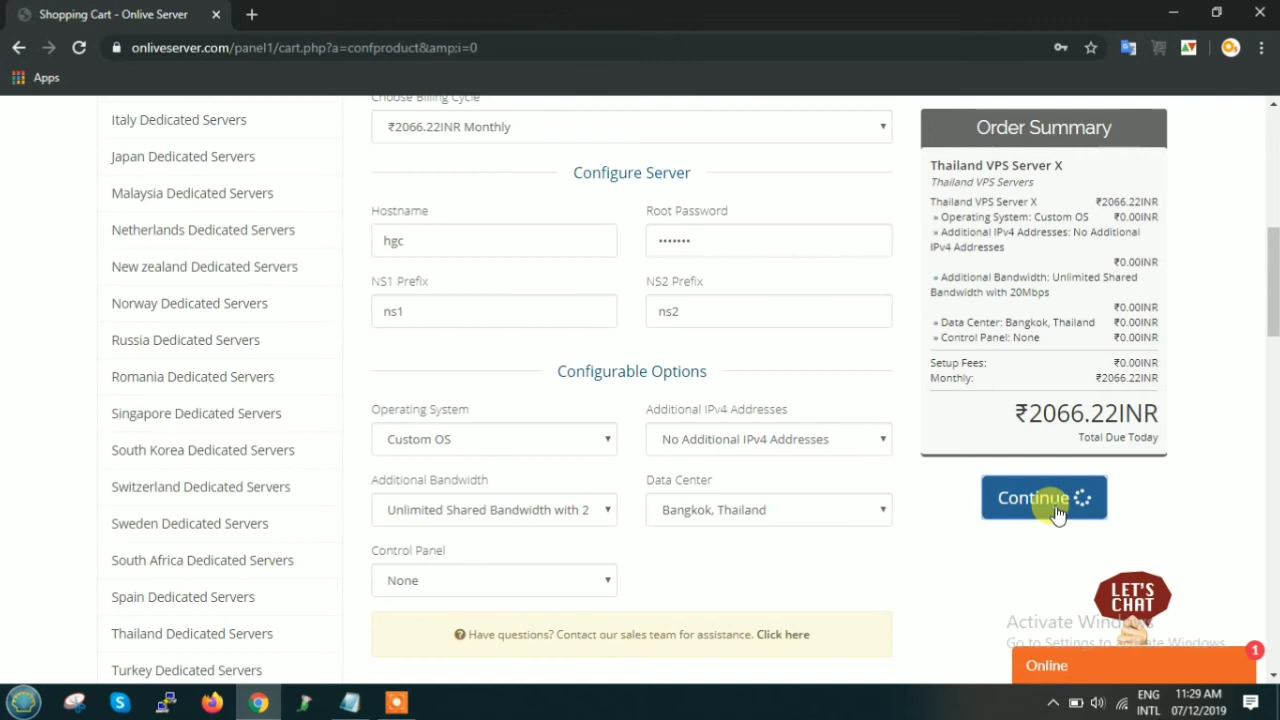 Shopping Cart - Onlive Server
onliveserver.com/panel1/cart.php?a=confproduct&amp;i=0
Apps
Italy Dedicated Servers
Japan Dedicated Servers
Malaysia Dedicated Servers
Netherlands Dedicated Servers
New zealand Dedicated Servers
Norway Dedicated Servers
Russia Dedicated Servers
Romania Dedicated Servers
Singapore Dedicated Servers
South Korea Dedicated Servers
Switzerland Dedicated Servers
Sweden Dedicated Servers
South Africa Dedicated Servers
Spain Dedicated Servers
Thailand Dedicated Servers
Turkey Dedicated Servers
Choose Billing Cycle
₹2066.22INR Monthly
Configure Server
Hostname
Root Password
hgc
•••••••
NS1 Prefix
NS2 Prefix
ns1
ns2
Configurable Options
Operating System
Additional IPv4 Addresses
Custom OS
No Additional IPv4 Addresses
Additional Bandwidth
Data Center
Unlimited Shared Bandwidth with 2
Bangkok, Thailand
Control Panel
None
Have questions? Contact our sales team for assistance. Click here
Order Summary
Thailand VPS Server X
Thailand VPS Servers
Thailand VPS Server X ₹2066.22INR
» Operating System: Custom OS ₹0.00INR
» Additional IPv4 Addresses: No Additional
IPv4 Addresses
₹0.00INR
» Additional Bandwidth: Unlimited Shared
Bandwidth with 20Mbps
₹0.00INR
» Data Center: Bangkok, Thailand ₹0.00INR
» Control Panel: None ₹0.00INR
Setup Fees: ₹0.00INR
Monthly: ₹2066.22INR
₹2066.22INR
Total Due Today
Continue
LET'S
CHAT
Activate Windows
Go to Settings to activate Windows.
Online
1
ENG
INTL
11:29 AM
07/12/2019